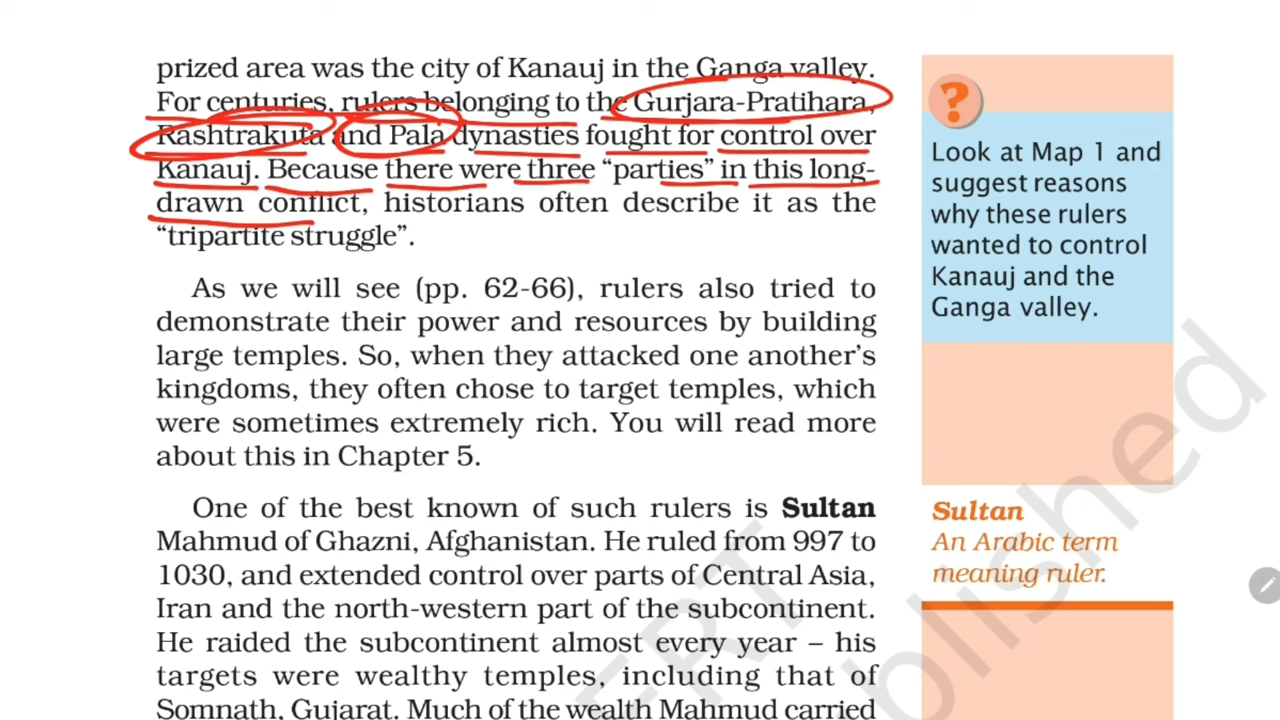 prized area was the city of Kanauj in the Ganga valley.
For centuries, rulers belonging to the Gurjara-Pratihara,
Rashtrakuta and Pala dynasties fought for control over
Kanauj. Because there were three “parties” in this long-
drawn conflict, historians often describe it as the
“tripartite struggle”.
As we will see (pp. 62-66), rulers also tried to
demonstrate their power and resources by building
large temples. So, when they attacked one another’s
kingdoms, they often chose to target temples, which
were sometimes extremely rich. You will read more
about this in Chapter 5.
One of the best known of such rulers is Sultan
Mahmud of Ghazni, Afghanistan. He ruled from 997 to
1030, and extended control over parts of Central Asia,
Iran and the north-western part of the subcontinent.
He raided the subcontinent almost every year – his
targets were wealthy temples, including that of
Somnath, Gujarat. Much of the wealth Mahmud carried
?
Look at Map 1 and
suggest reasons
why these rulers
wanted to control
Kanauj and the
Ganga valley.
Sultan
An Arabic term
meaning ruler.